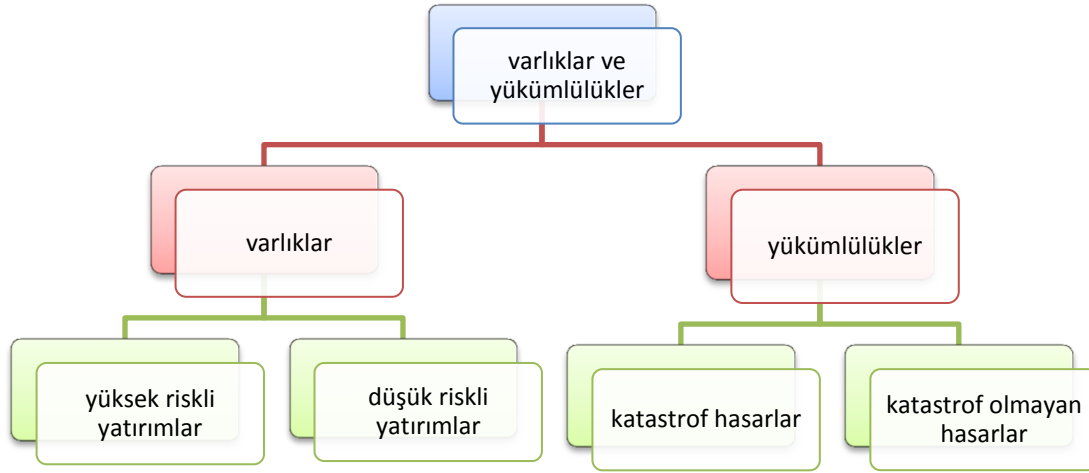 varlıklar ve
yükümlülükler
varlıklar
yükümlülükler
yüksek riskli
yatırımlar
düşük riskli
yatırımlar
katastrof hasarlar
katastrof olmayan
hasarlar